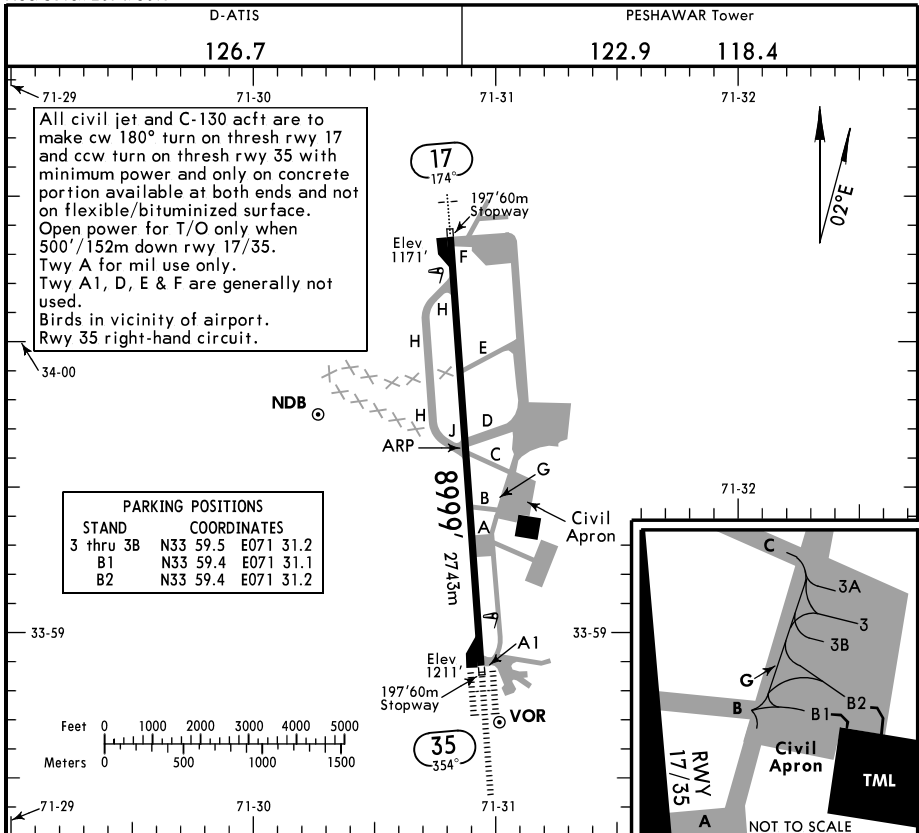 D-ATIS
126.7
PESHAWAR Tower
122.9 118.4
71-29
71-30
71-31
71-32
All civil jet and C-130 acft are to
make cw 180° turn on thresh rwy 17
and ccw turn on thresh rwy 35 with
minimum power and only on concrete
portion available at both ends and not
on flexible/bituminized surface.
Open power for T/O only when
500'/152m down rwy 17/35.
Twy A for mil use only.
Twy A1, D, E & F are generally not
used.
Birds in vicinity of airport.
Rwy 35 right-hand circuit.
17
174°
197'60m
Stopway
02°E
Elev
1171'
F
H
H
E
34-00
NDB
H
J
D
ARP
C
G
8999'
2743m
B
A
Civil
Apron
PARKING POSITIONS
STAND COORDINATES
3 thru 3B N33 59.5 E071 31.2
B1 N33 59.4 E071 31.1
B2 N33 59.4 E071 31.2
33-59
33-59
A1
Elev
1211'
197'60m
Stopway
VOR
35
354°
Feet 0 1000 2000 3000 4000 5000
Meters 0 500 1000 1500
71-29
71-30
71-31
71-32
C
3A
3
3B
G
B
B1
B2
Civil
Apron
TML
RWY
17/35
A
NOT TO SCALE